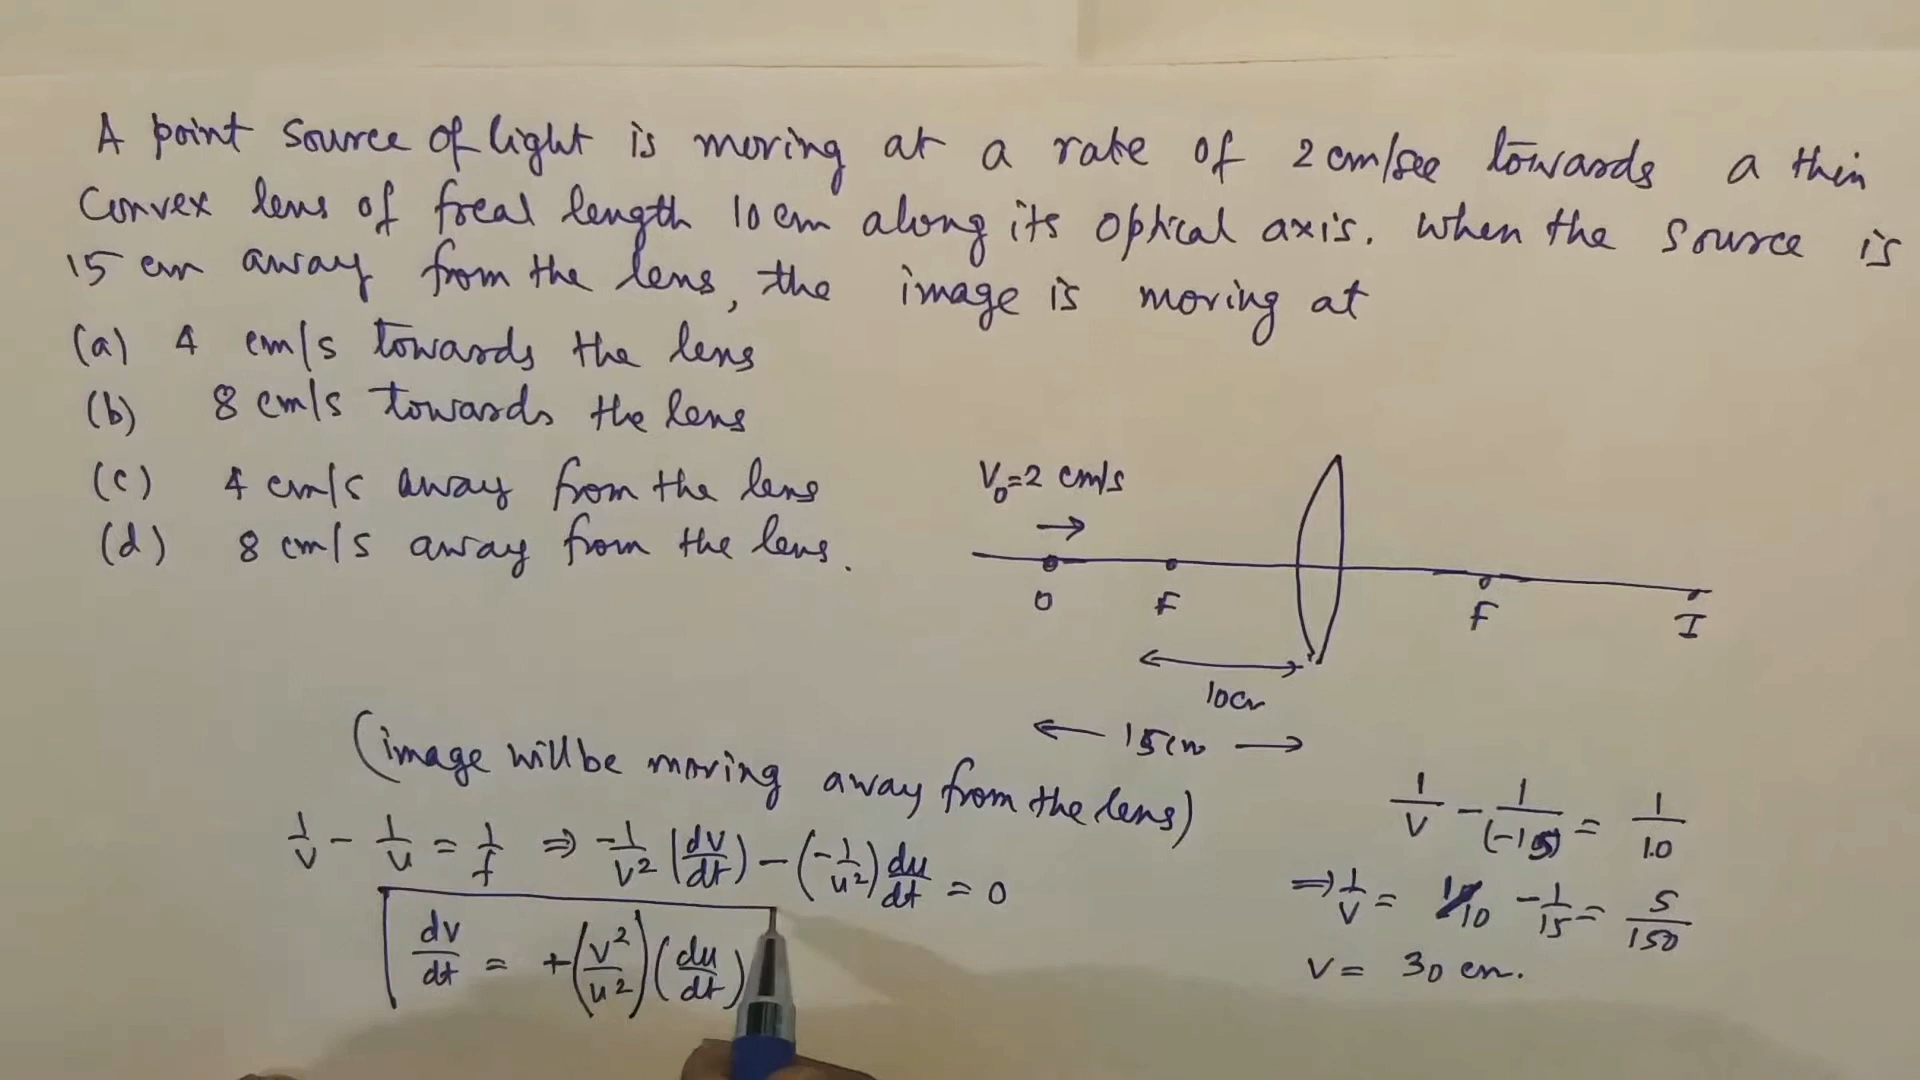 A point source of light is moving at a rate of 2 cm/sec towards a thin
convex lens of focal length 10 cm along its optical axis. when the source is
15 cm away from the lens, the image is moving at
(a) 4 cm/s towards the lens
(b) 8 cm/s towards the lens
(c) 4 cm/s away from the lens
(d) 8 cm/s away from the lens.
V₀=2 cm/s
O F F I
10cm
15cm
(image will be moving away from the lens)
1/v - 1/u = 1/f ⇒ -1/v² (dv/dt) - (-1/u²) du/dt = 0
dv/dt = +(v²/u²)(du/dt)
1/v - 1/(-15) = 1/10
⇒ 1/v = 1/10 - 1/15 = 5/150
v = 30 cm.